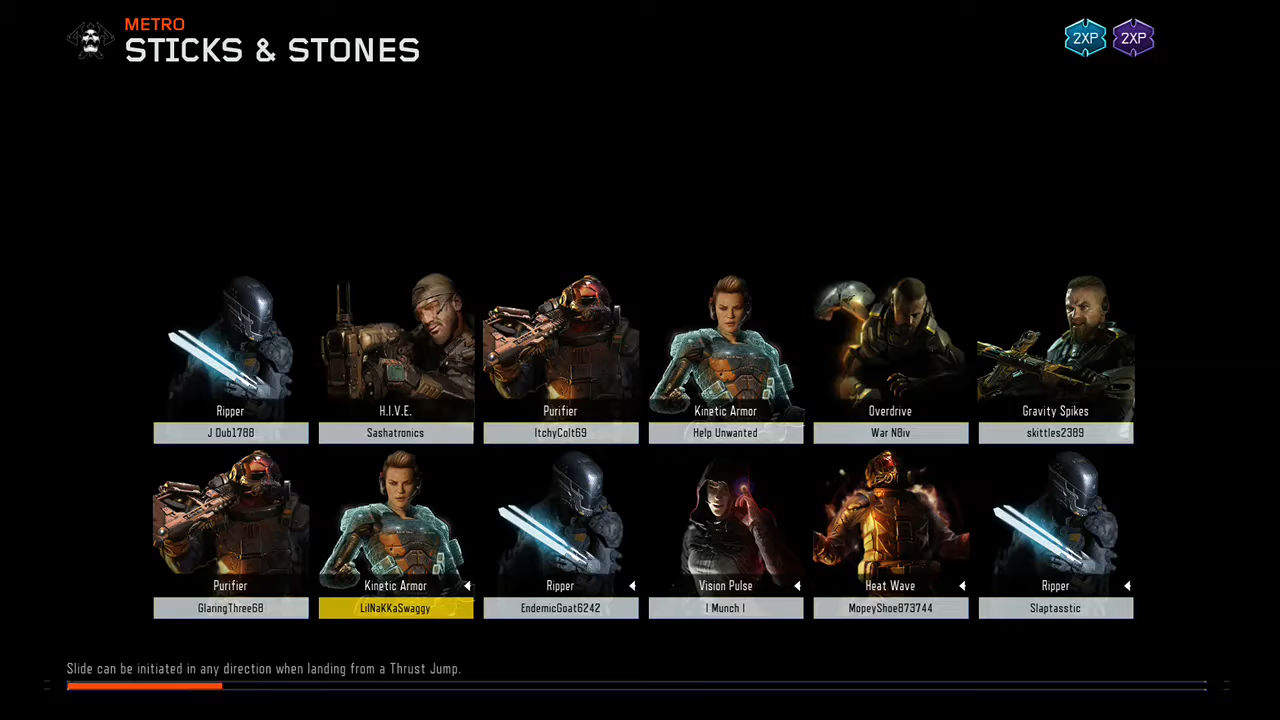 METRO
STICKS & STONES
2XP 2XP
Ripper H.I.V.E. Purifier Kinetic Armor Overdrive Gravity Spikes
J Dub1788 Sashatronics ItchyColt69 Help Unwanted War N8iv skittles2389
Purifier Kinetic Armor Ripper Vision Pulse Heat Wave Ripper
GlaringThree68 LilNaKKaSwaggy EndemicGoat6242 I Munch I MopeyShoe873744 Slaptasstic
Slide can be initiated in any direction when landing from a Thrust Jump.